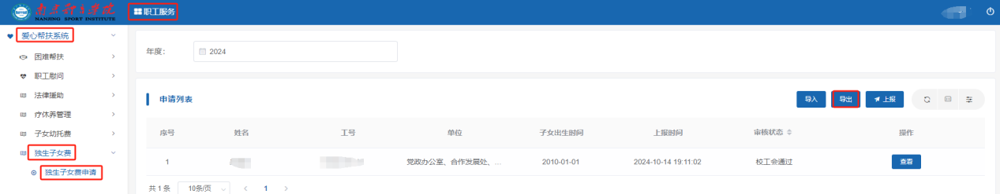 南京体育学院
NANJING SPORT INSTITUTE
职工服务
爱心帮扶系统
困难帮扶
职工慰问
法律援助
疗休养管理
子女幼托费
独生子女费
独生子女费申请
年度:
2024
申请列表
导入
导出
上报
序号 姓名 工号 单位 子女出生时间 上报时间 审核状态 操作
1 党政办公室、合作发展处、... 2010-01-01 2024-10-14 19:11:02 校工会通过 查看
共 1 条 10条/页 < 1 >